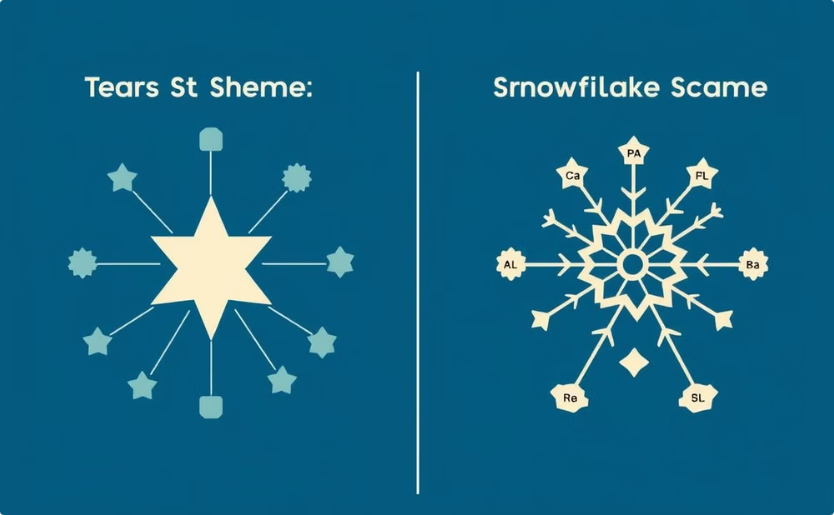 Tears St Sheme:
Srnowfilake Scame
PA
Ca
FL
AL
Ba
Re
SL